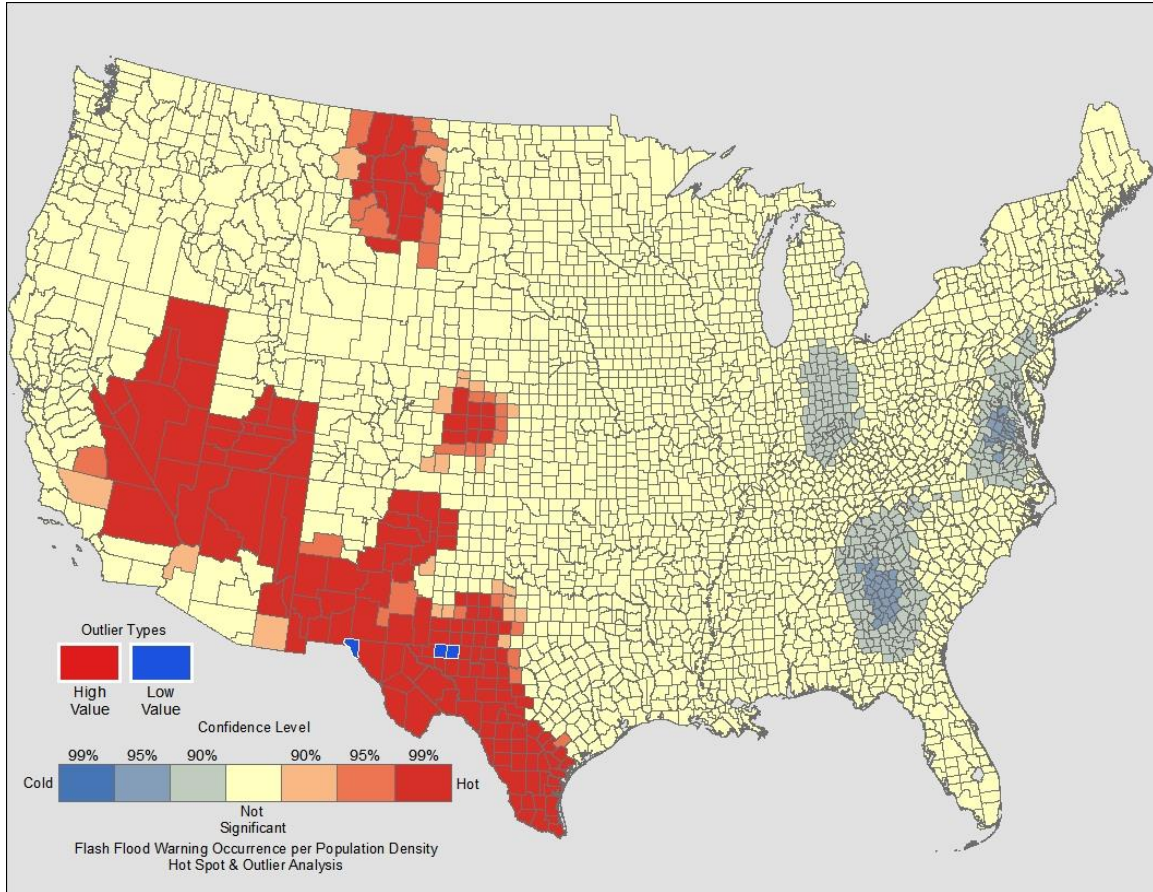 Outlier Types
High Value
Low Value
Confidence Level
99% 95% 90% 90% 95% 99%
Cold
Hot
Not Significant
Flash Flood Warning Occurrence per Population Density
Hot Spot & Outlier Analysis